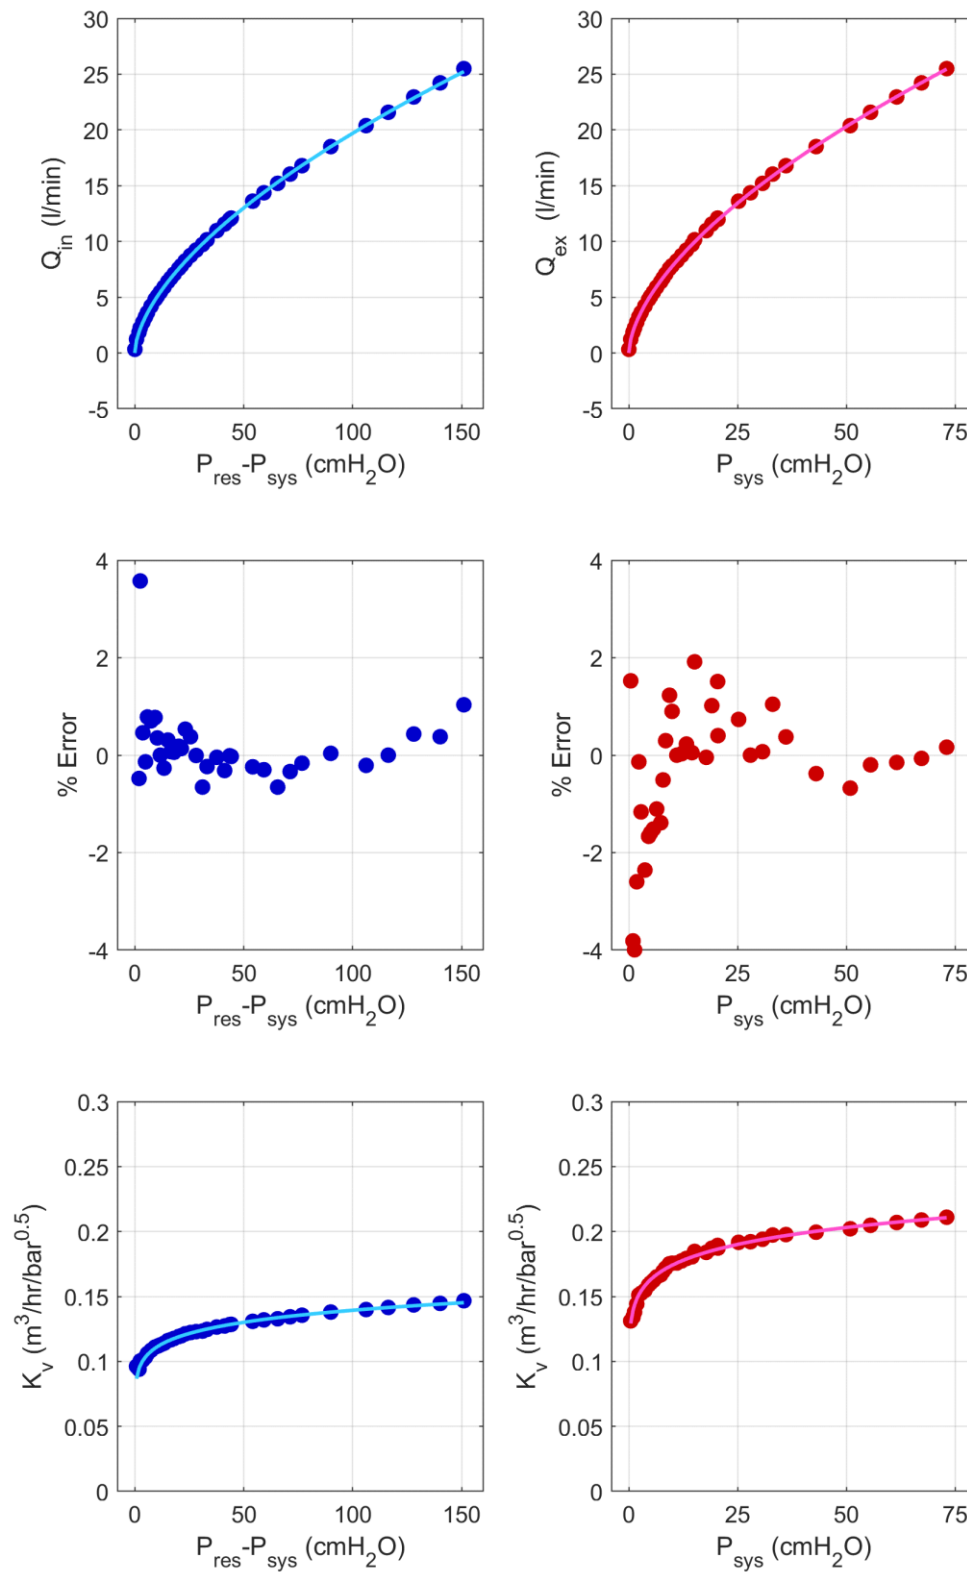 30
25
20
15
10
5
0
-5
Q_in (l/min)
0 50 100 150
P_res-P_sys (cmH_2O)
30
25
20
15
10
5
0
-5
Q_ex (l/min)
0 25 50 75
P_sys (cmH_2O)
4
2
0
-2
-4
% Error
0 50 100 150
P_res-P_sys (cmH_2O)
4
2
0
-2
-4
% Error
0 25 50 75
P_sys (cmH_2O)
0.3
0.25
0.2
0.15
0.1
0.05
0
K_v (m^3/hr/bar^0.5)
0 50 100 150
P_res-P_sys (cmH_2O)
0.3
0.25
0.2
0.15
0.1
0.05
0
K_v (m^3/hr/bar^0.5)
0 25 50 75
P_sys (cmH_2O)